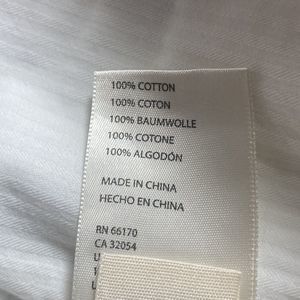 100% COTTON
100% COTON
100% BAUMWOLLE
100% COTONE
100% ALGODÓN
MADE IN CHINA
HECHO EN CHINA
RN 66170
CA 32054